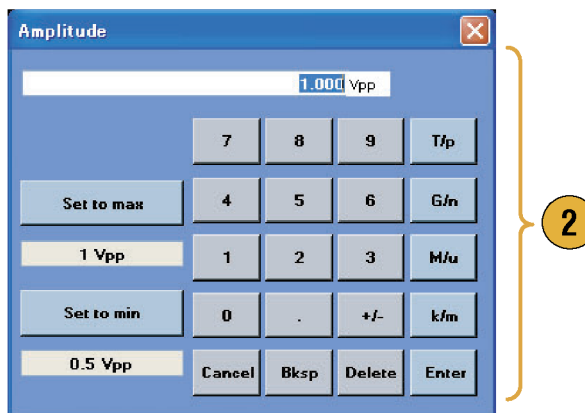 Amplitude
1.000 Vpp
7 8 9 T/p
Set to max 4 5 6 G/n
1 Vpp 1 2 3 M/u
Set to min 0 . +/- k/m
0.5 Vpp Cancel Bksp Delete Enter
2